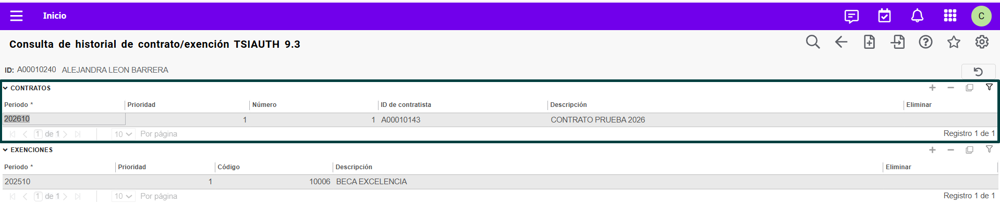 Inicio
C
Consulta de historial de contrato/exención TSIAUTH 9.3
ID: A00010240 ALEJANDRA LEON BARRERA
CONTRATOS
Periodo * Prioridad Número ID de contratista Descripción Eliminar
202610 1 1 A00010143 CONTRATO PRUEBA 2026
1 de 1 10 Por página Registro 1 de 1
EXENCIONES
Periodo * Prioridad Código Descripción Eliminar
202510 1 10006 BECA EXCELENCIA
1 de 1 10 Por página Registro 1 de 1